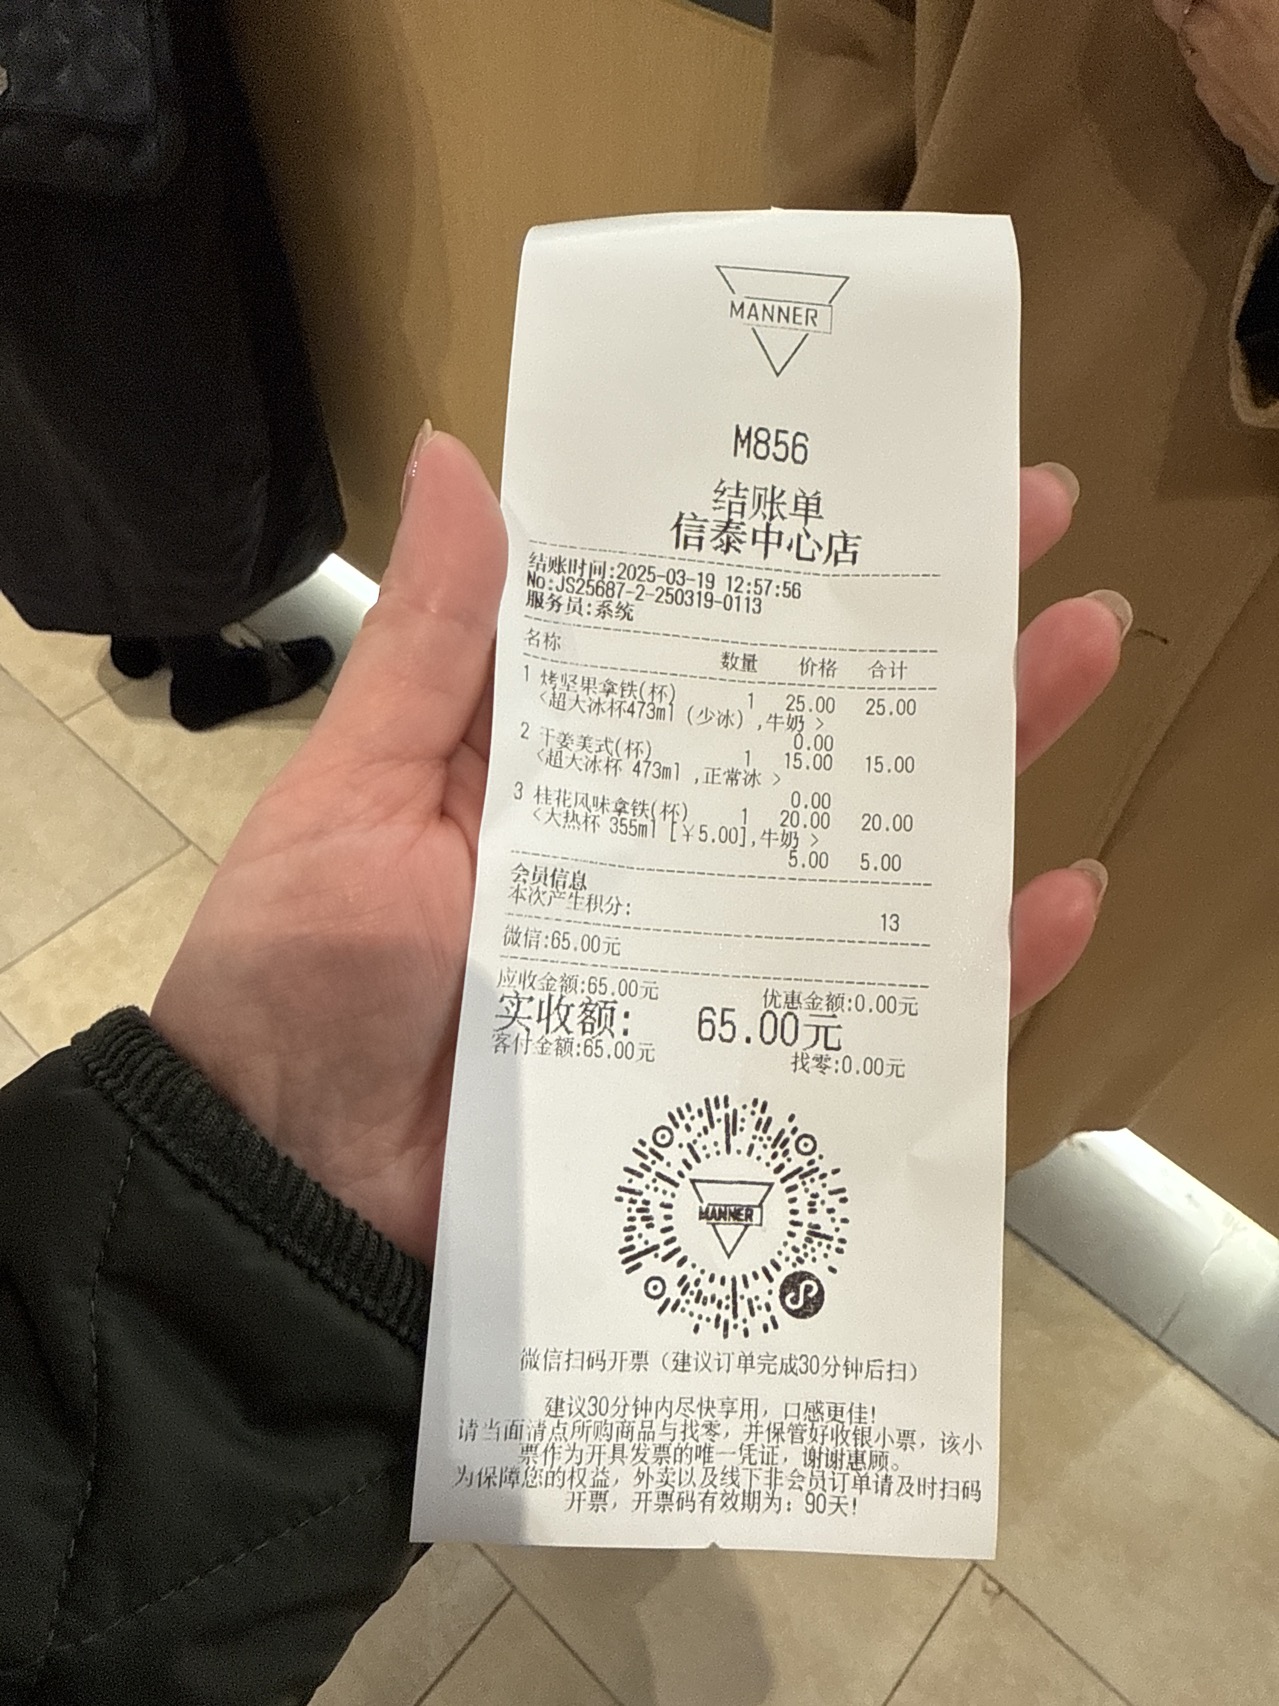 MANNER
M856
结账单
信泰中心店
结账时间:2025-03-19 12:57:56
No:JS25687-2-250319-0113
服务员:系统
名称 数量 价格 合计
1 烤坚果拿铁(杯) 1 25.00 25.00
<超大冰杯473ml (少冰) ,牛奶 >
0.00
2 干姜美式(杯) 1 15.00 15.00
<超大冰杯 473ml ,正常冰 >
0.00
3 桂花风味拿铁(杯) 1 20.00 20.00
<大热杯 355ml [¥5.00],牛奶 >
5.00 5.00
会员信息
本次产生积分: 13
微信:65.00元
应收金额:65.00元 优惠金额:0.00元
实收额: 65.00元
客付金额:65.00元 找零:0.00元
MANNER
微信扫码开票（建议订单完成30分钟后扫）
建议30分钟内尽快享用，口感更佳!
请当面清点所购商品与找零，并保管好收银小票，该小
票作为开具发票的唯一凭证，谢谢惠顾。
为保障您的权益，外卖以及线下非会员订单请及时扫码
开票，开票码有效期为：90天!